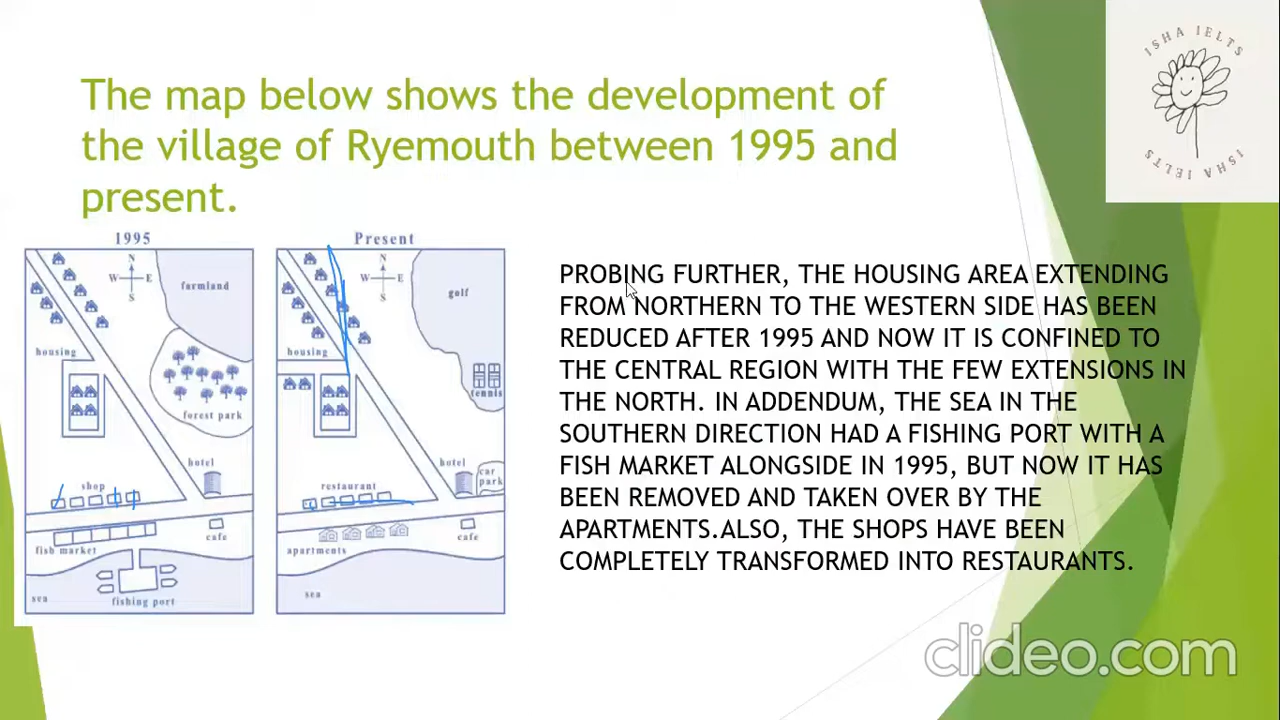 The map below shows the development of
the village of Ryemouth between 1995 and
present.
ISHA IELTS
ISHA IELTS
1995
N
W E
S
farmland
housing
forest park
hotel
shop
cafe
fish market
sea
fishing port
Present
N
W E
S
golf
housing
tennis
hotel
car
park
restaurant
cafe
apartments
sea
PROBING FURTHER, THE HOUSING AREA EXTENDING
FROM NORTHERN TO THE WESTERN SIDE HAS BEEN
REDUCED AFTER 1995 AND NOW IT IS CONFINED TO
THE CENTRAL REGION WITH THE FEW EXTENSIONS IN
THE NORTH. IN ADDENDUM, THE SEA IN THE
SOUTHERN DIRECTION HAD A FISHING PORT WITH A
FISH MARKET ALONGSIDE IN 1995, BUT NOW IT HAS
BEEN REMOVED AND TAKEN OVER BY THE
APARTMENTS.ALSO, THE SHOPS HAVE BEEN
COMPLETELY TRANSFORMED INTO RESTAURANTS.
clideo.com